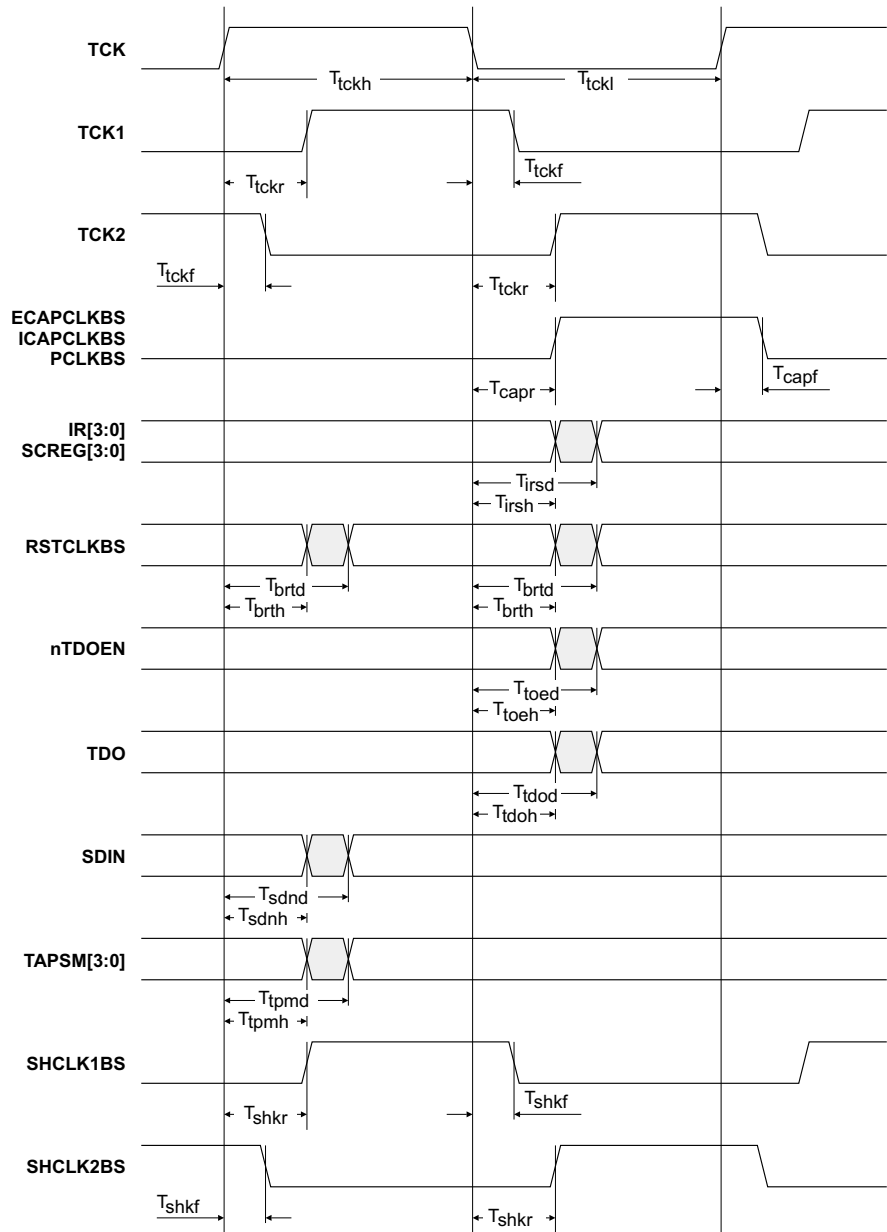 TCK
Ttckh
Ttckl
TCK1
Ttckf
Ttckr
TCK2
Ttckf
Ttckr
ECAPCLKBS
ICAPCLKBS
PCLKBS
Tcapr
Tcapf
IR[3:0]
SCREG[3:0]
Tirsd
Tirsh
RSTCLKBS
Tbrtd
Tbrtd
Tbrth
Tbrth
nTDOEN
Ttoed
Ttoeh
TDO
Ttdod
Ttdoh
SDIN
Tsdnd
Tsdnh
TAPSM[3:0]
Ttpmd
Ttpmh
SHCLK1BS
Tshkf
Tshkr
SHCLK2BS
Tshkf
Tshkr